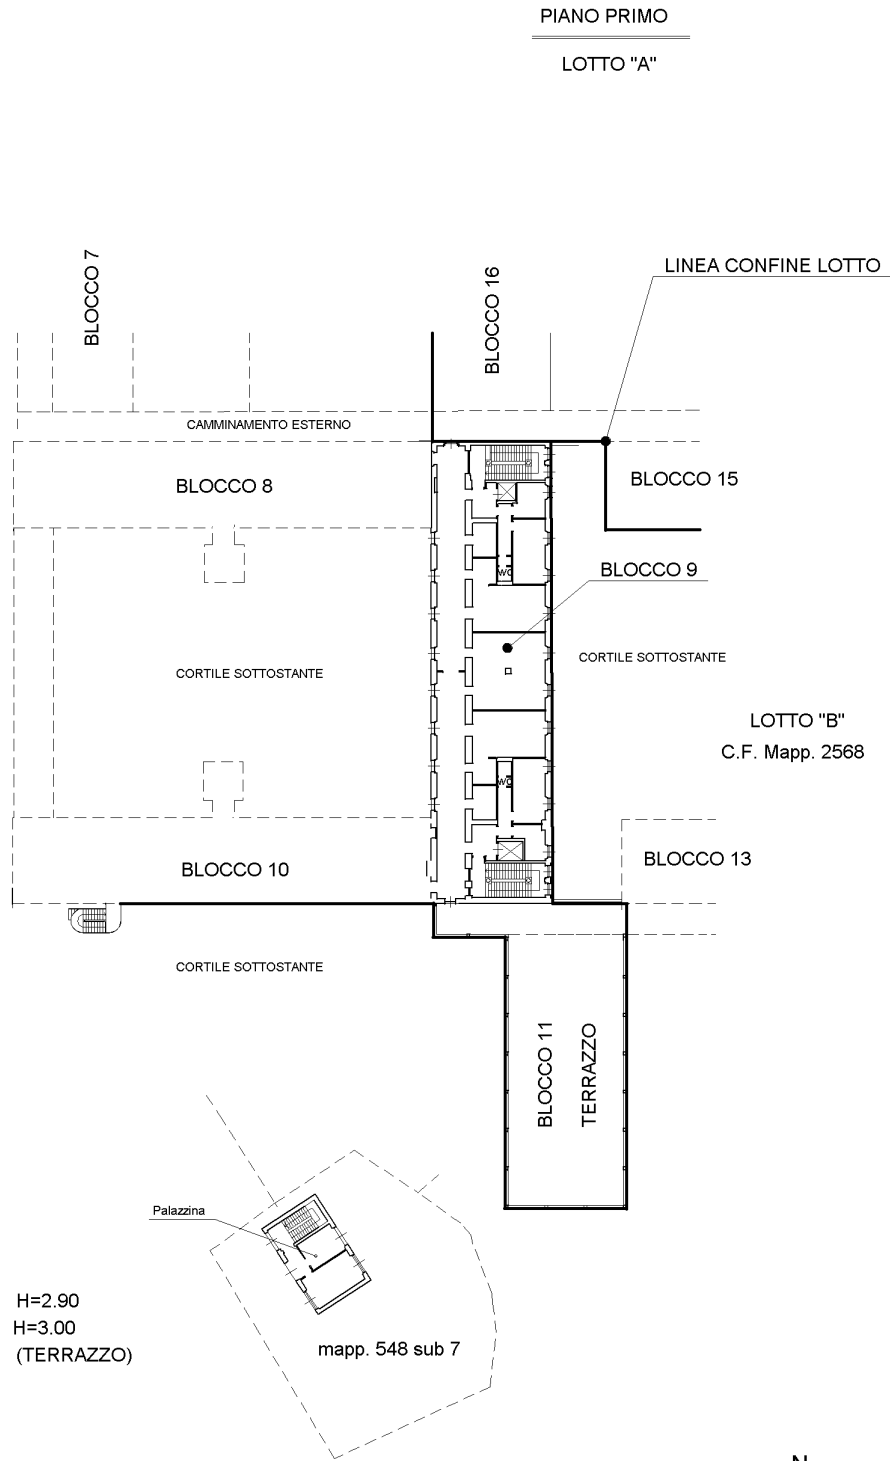 PIANO PRIMO
LOTTO "A"
BLOCCO 7
BLOCCO 16
LINEA CONFINE LOTTO
CAMMINAMENTO ESTERNO
BLOCCO 8
BLOCCO 15
BLOCCO 9
WC
CORTILE SOTTOSTANTE
CORTILE SOTTOSTANTE
LOTTO "B"
C.F. Mapp. 2568
WC
BLOCCO 10
BLOCCO 13
CORTILE SOTTOSTANTE
BLOCCO 11
TERRAZZO
Palazzina
H=2.90
H=3.00
(TERRAZZO)
mapp. 548 sub 7
N